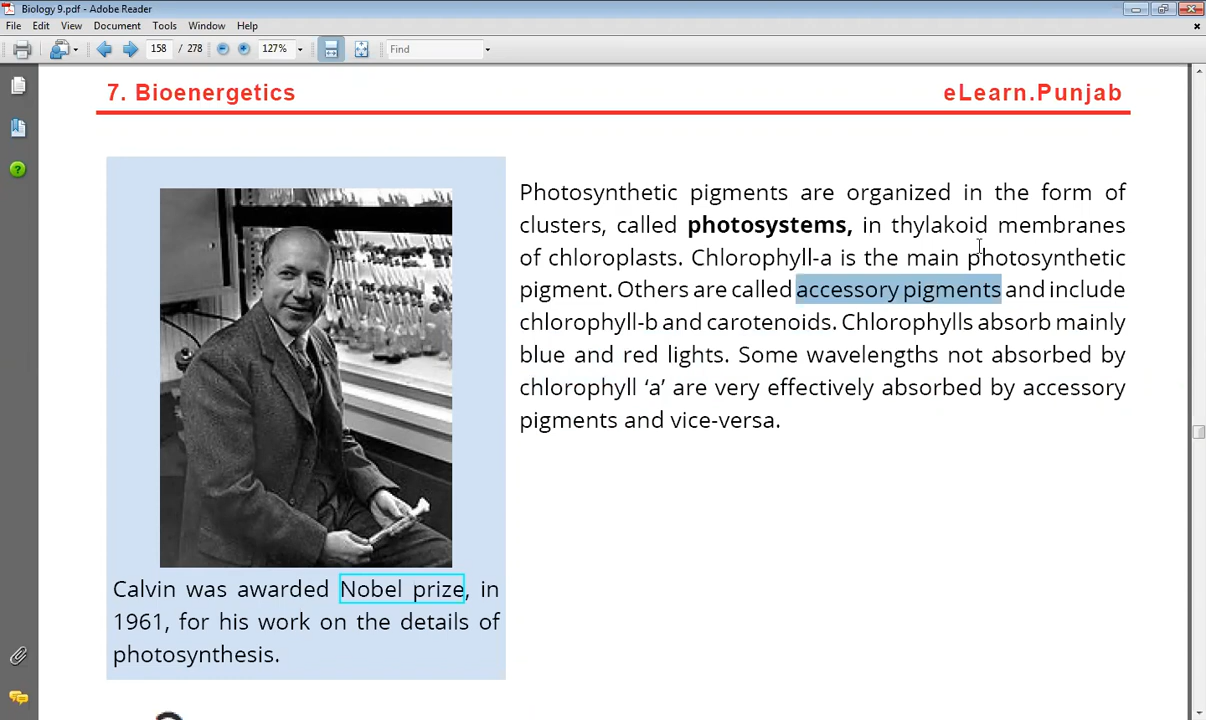 Biology 9.pdf - Adobe Reader
File Edit View Document Tools Window Help
158 / 278 127% Find
7. Bioenergetics eLearn.Punjab
Photosynthetic pigments are organized in the form of
clusters, called photosystems, in thylakoid membranes
of chloroplasts. Chlorophyll-a is the main photosynthetic
pigment. Others are called accessory pigments and include
chlorophyll-b and carotenoids. Chlorophylls absorb mainly
blue and red lights. Some wavelengths not absorbed by
chlorophyll ‘a’ are very effectively absorbed by accessory
pigments and vice-versa.
Calvin was awarded Nobel prize, in
1961, for his work on the details of
photosynthesis.